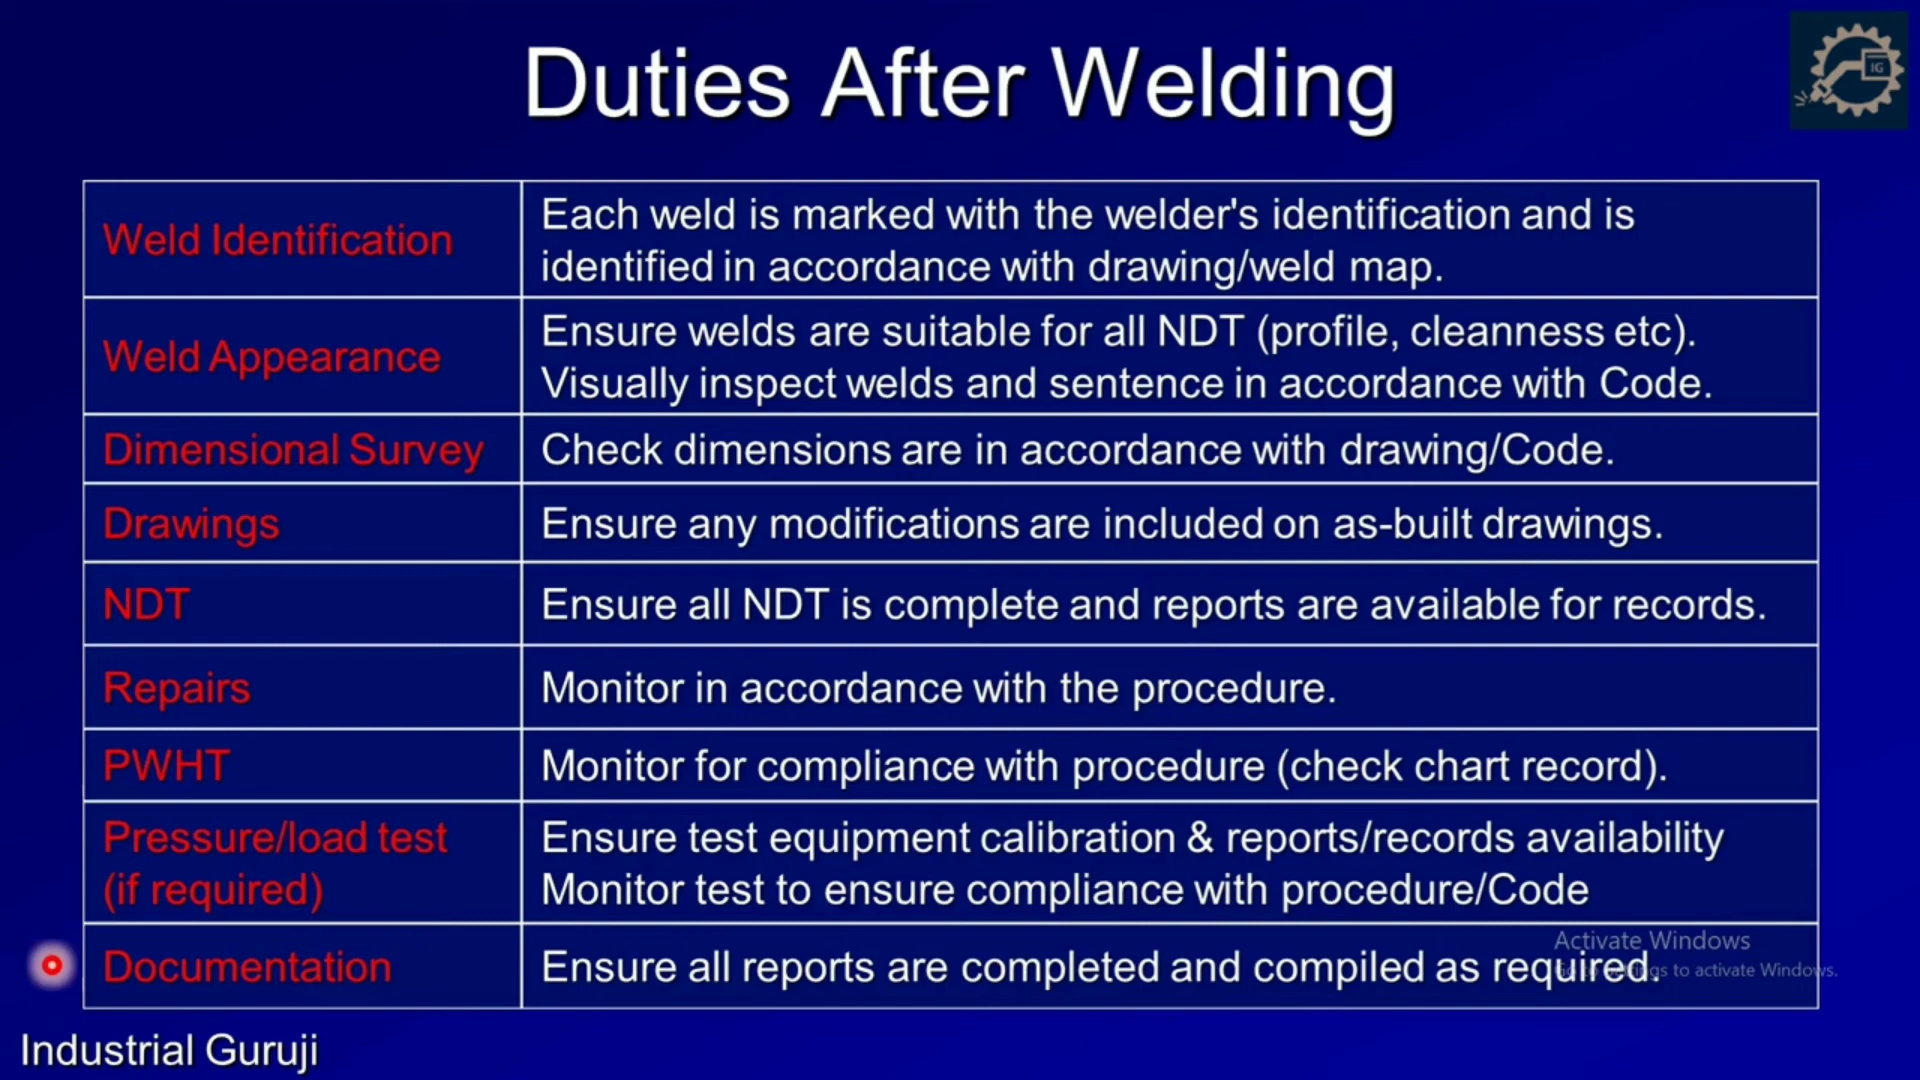 Duties After Welding
IG
Weld Identification
Each weld is marked with the welder's identification and is
identified in accordance with drawing/weld map.
Weld Appearance
Ensure welds are suitable for all NDT (profile, cleanness etc).
Visually inspect welds and sentence in accordance with Code.
Dimensional Survey
Check dimensions are in accordance with drawing/Code.
Drawings
Ensure any modifications are included on as-built drawings.
NDT
Ensure all NDT is complete and reports are available for records.
Repairs
Monitor in accordance with the procedure.
PWHT
Monitor for compliance with procedure (check chart record).
Pressure/load test
(if required)
Ensure test equipment calibration & reports/records availability
Monitor test to ensure compliance with procedure/Code
Documentation
Ensure all reports are completed and compiled as required.
Activate Windows
Go to Settings to activate Windows.
Industrial Guruji